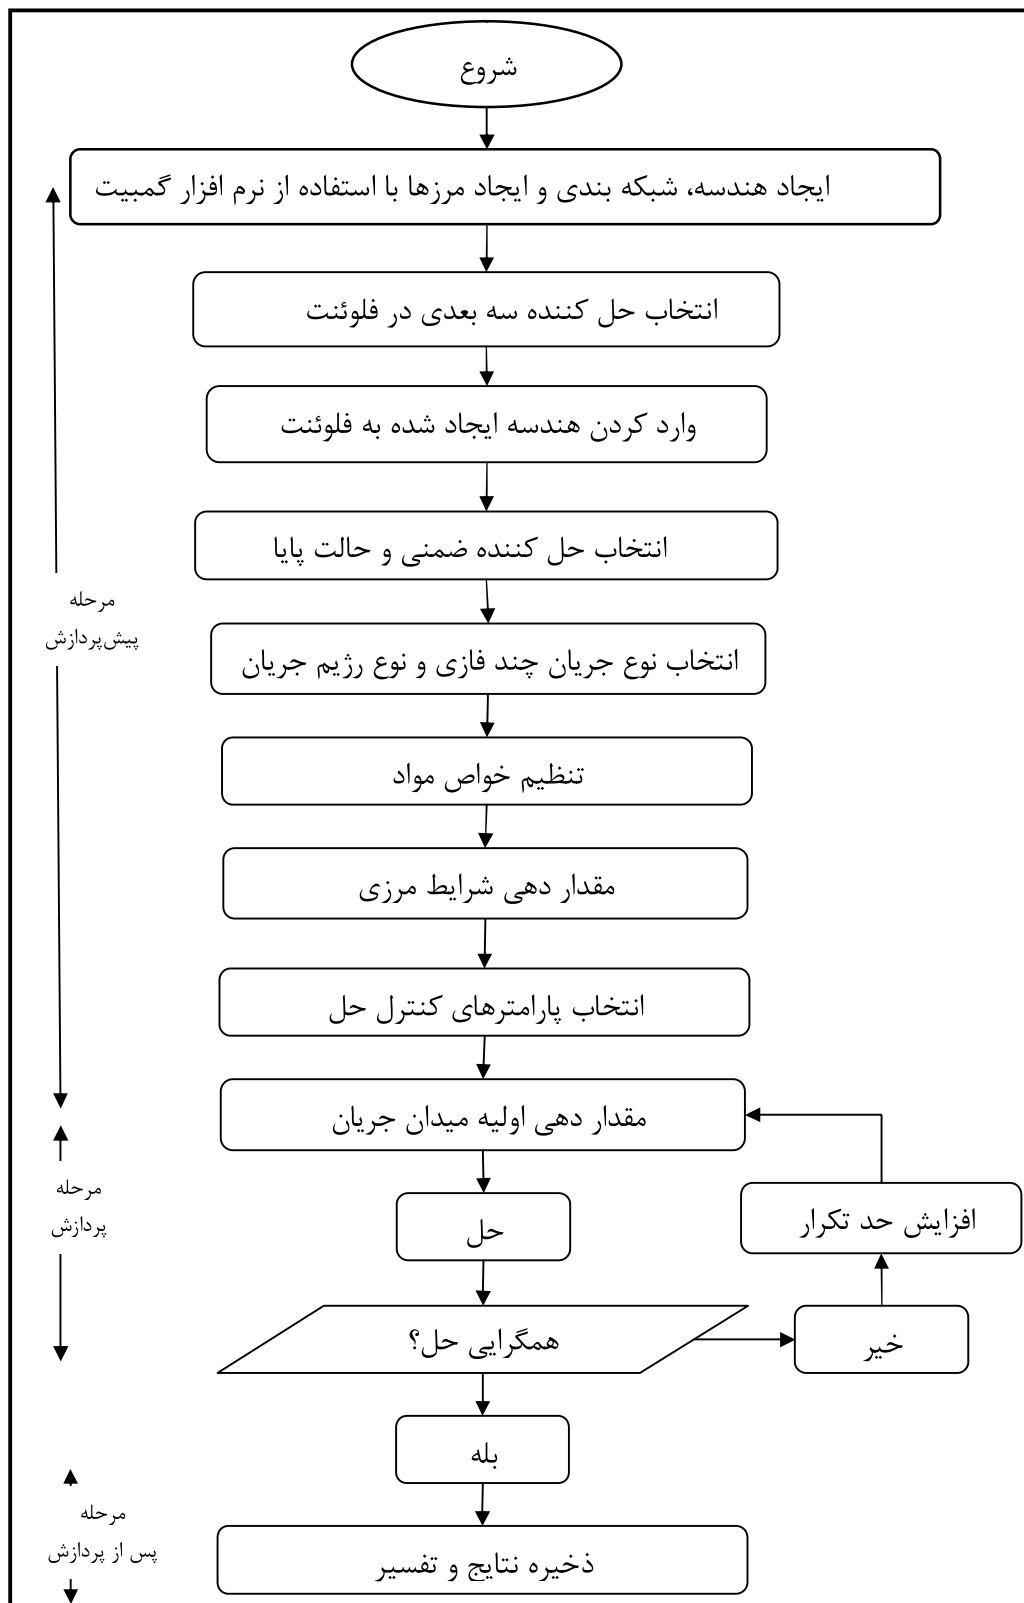 شروع
ایجاد هندسه، شبکه بندی و ایجاد مرزها با استفاده از نرم افزار گمبیت
انتخاب حل کننده سه بعدی در فلوئنت
وارد کردن هندسه ایجاد شده به فلوئنت
انتخاب حل کننده ضمنی و حالت پایا
مرحله
پیش‌پردازش
انتخاب نوع جریان چند فازی و نوع رژیم جریان
تنظیم خواص مواد
مقدار دهی شرایط مرزی
انتخاب پارامترهای کنترل حل
مقدار دهی اولیه میدان جریان
مرحله
پردازش
افزایش حد تکرار
حل
همگرایی حل؟
خیر
بله
مرحله
پس از پردازش
ذخیره نتایج و تفسیر